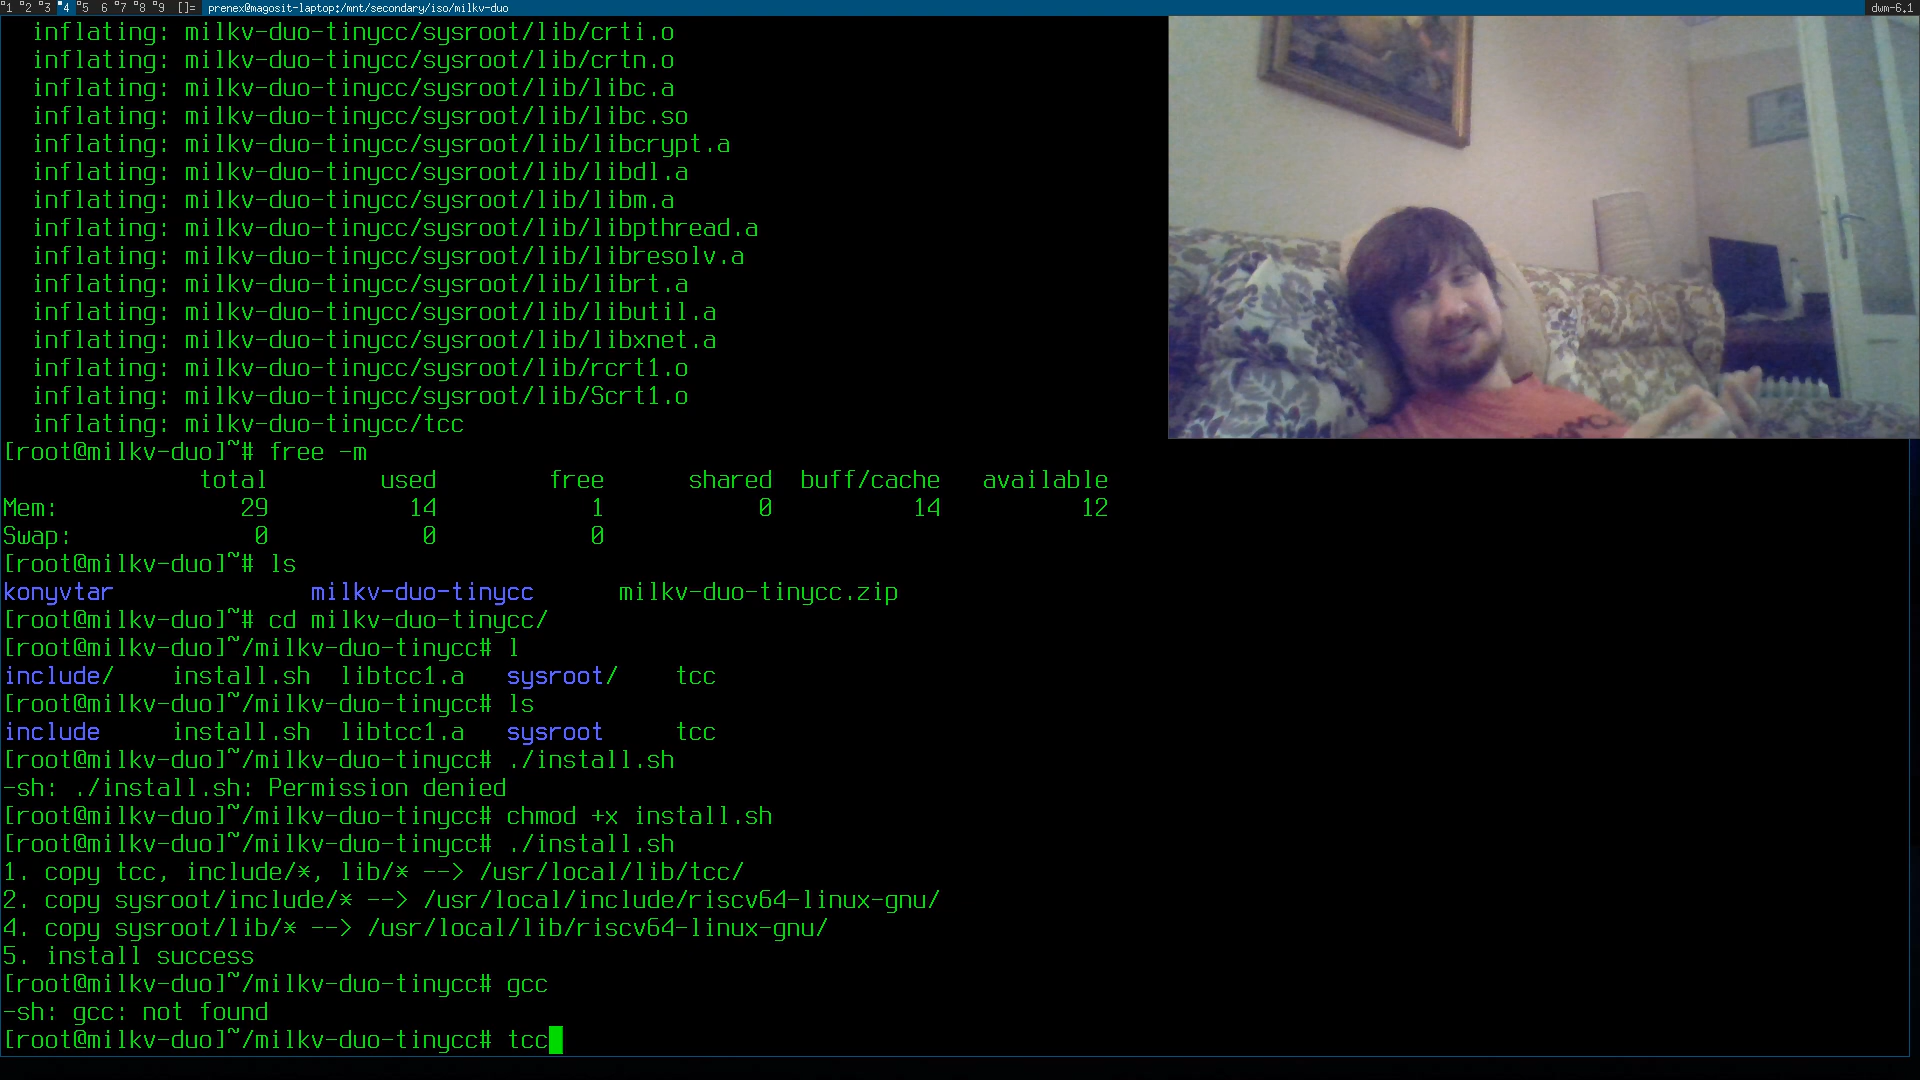 1 2 3 4 5 6 7 8 9 []= prenex@magosit-laptop:/mnt/secondary/iso/milkv-duo dwm-6.1
inflating: milkv-duo-tinycc/sysroot/lib/crti.o
inflating: milkv-duo-tinycc/sysroot/lib/crtn.o
inflating: milkv-duo-tinycc/sysroot/lib/libc.a
inflating: milkv-duo-tinycc/sysroot/lib/libc.so
inflating: milkv-duo-tinycc/sysroot/lib/libcrypt.a
inflating: milkv-duo-tinycc/sysroot/lib/libdl.a
inflating: milkv-duo-tinycc/sysroot/lib/libm.a
inflating: milkv-duo-tinycc/sysroot/lib/libpthread.a
inflating: milkv-duo-tinycc/sysroot/lib/libresolv.a
inflating: milkv-duo-tinycc/sysroot/lib/librt.a
inflating: milkv-duo-tinycc/sysroot/lib/libutil.a
inflating: milkv-duo-tinycc/sysroot/lib/libxnet.a
inflating: milkv-duo-tinycc/sysroot/lib/rcrt1.o
inflating: milkv-duo-tinycc/sysroot/lib/Scrt1.o
inflating: milkv-duo-tinycc/tcc
[root@milkv-duo]~# free -m
total used free shared buff/cache available
Mem: 29 14 1 0 14 12
Swap: 0 0 0
[root@milkv-duo]~# ls
konyvtar milkv-duo-tinycc milkv-duo-tinycc.zip
[root@milkv-duo]~# cd milkv-duo-tinycc/
[root@milkv-duo]~/milkv-duo-tinycc# l
include/ install.sh libtcc1.a sysroot/ tcc
[root@milkv-duo]~/milkv-duo-tinycc# ls
include install.sh libtcc1.a sysroot tcc
[root@milkv-duo]~/milkv-duo-tinycc# ./install.sh
-sh: ./install.sh: Permission denied
[root@milkv-duo]~/milkv-duo-tinycc# chmod +x install.sh
[root@milkv-duo]~/milkv-duo-tinycc# ./install.sh
1. copy tcc, include/*, lib/* --> /usr/local/lib/tcc/
2. copy sysroot/include/* --> /usr/local/include/riscv64-linux-gnu/
4. copy sysroot/lib/* --> /usr/local/lib/riscv64-linux-gnu/
5. install success
[root@milkv-duo]~/milkv-duo-tinycc# gcc
-sh: gcc: not found
[root@milkv-duo]~/milkv-duo-tinycc# tcc